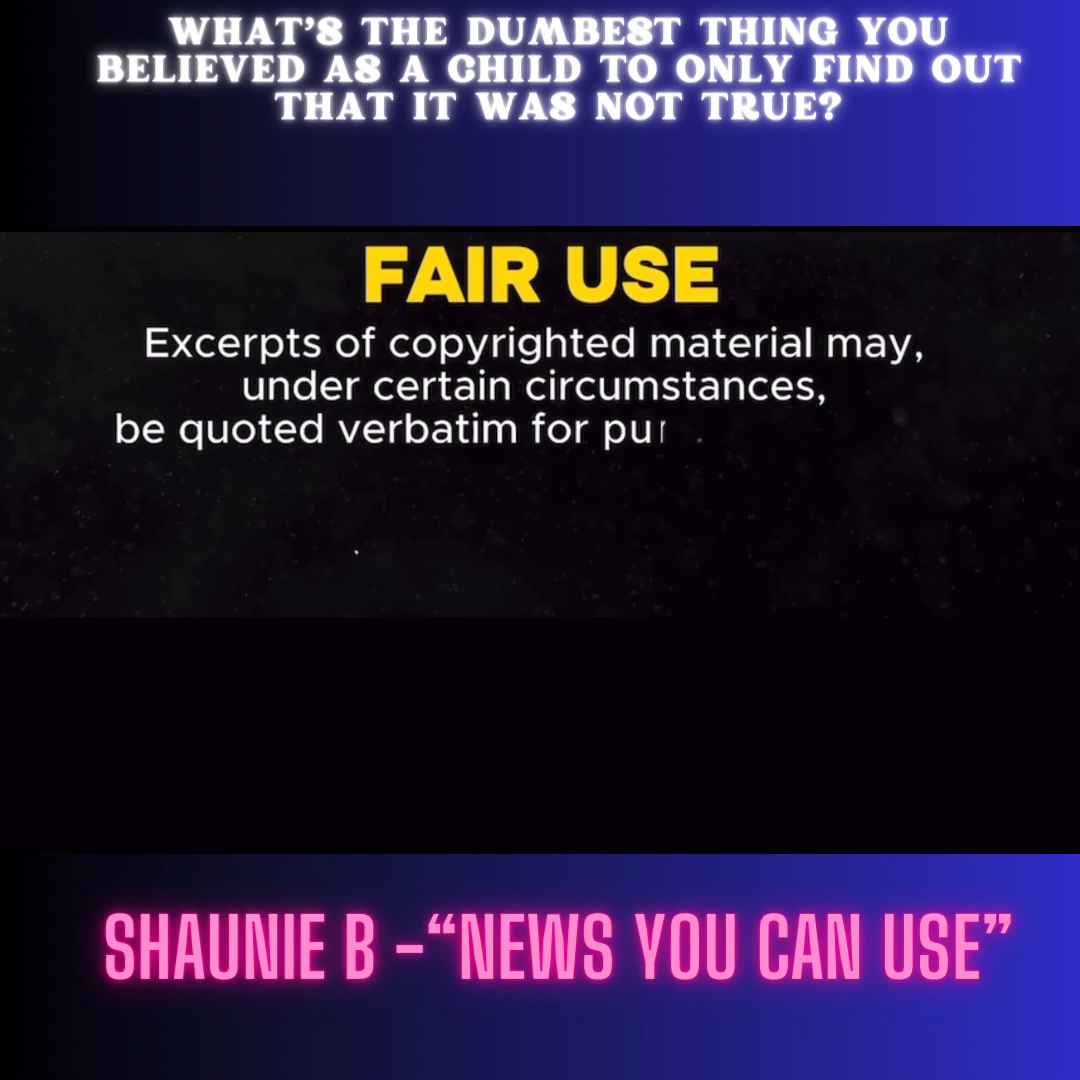 WHAT'S THE DUMBEST THING YOU
BELIEVED AS A CHILD TO ONLY FIND OUT
THAT IT WAS NOT TRUE?
FAIR USE
Excerpts of copyrighted material may,
under certain circumstances,
be quoted verbatim for pur
SHAUNIE B -“NEWS YOU CAN USE”